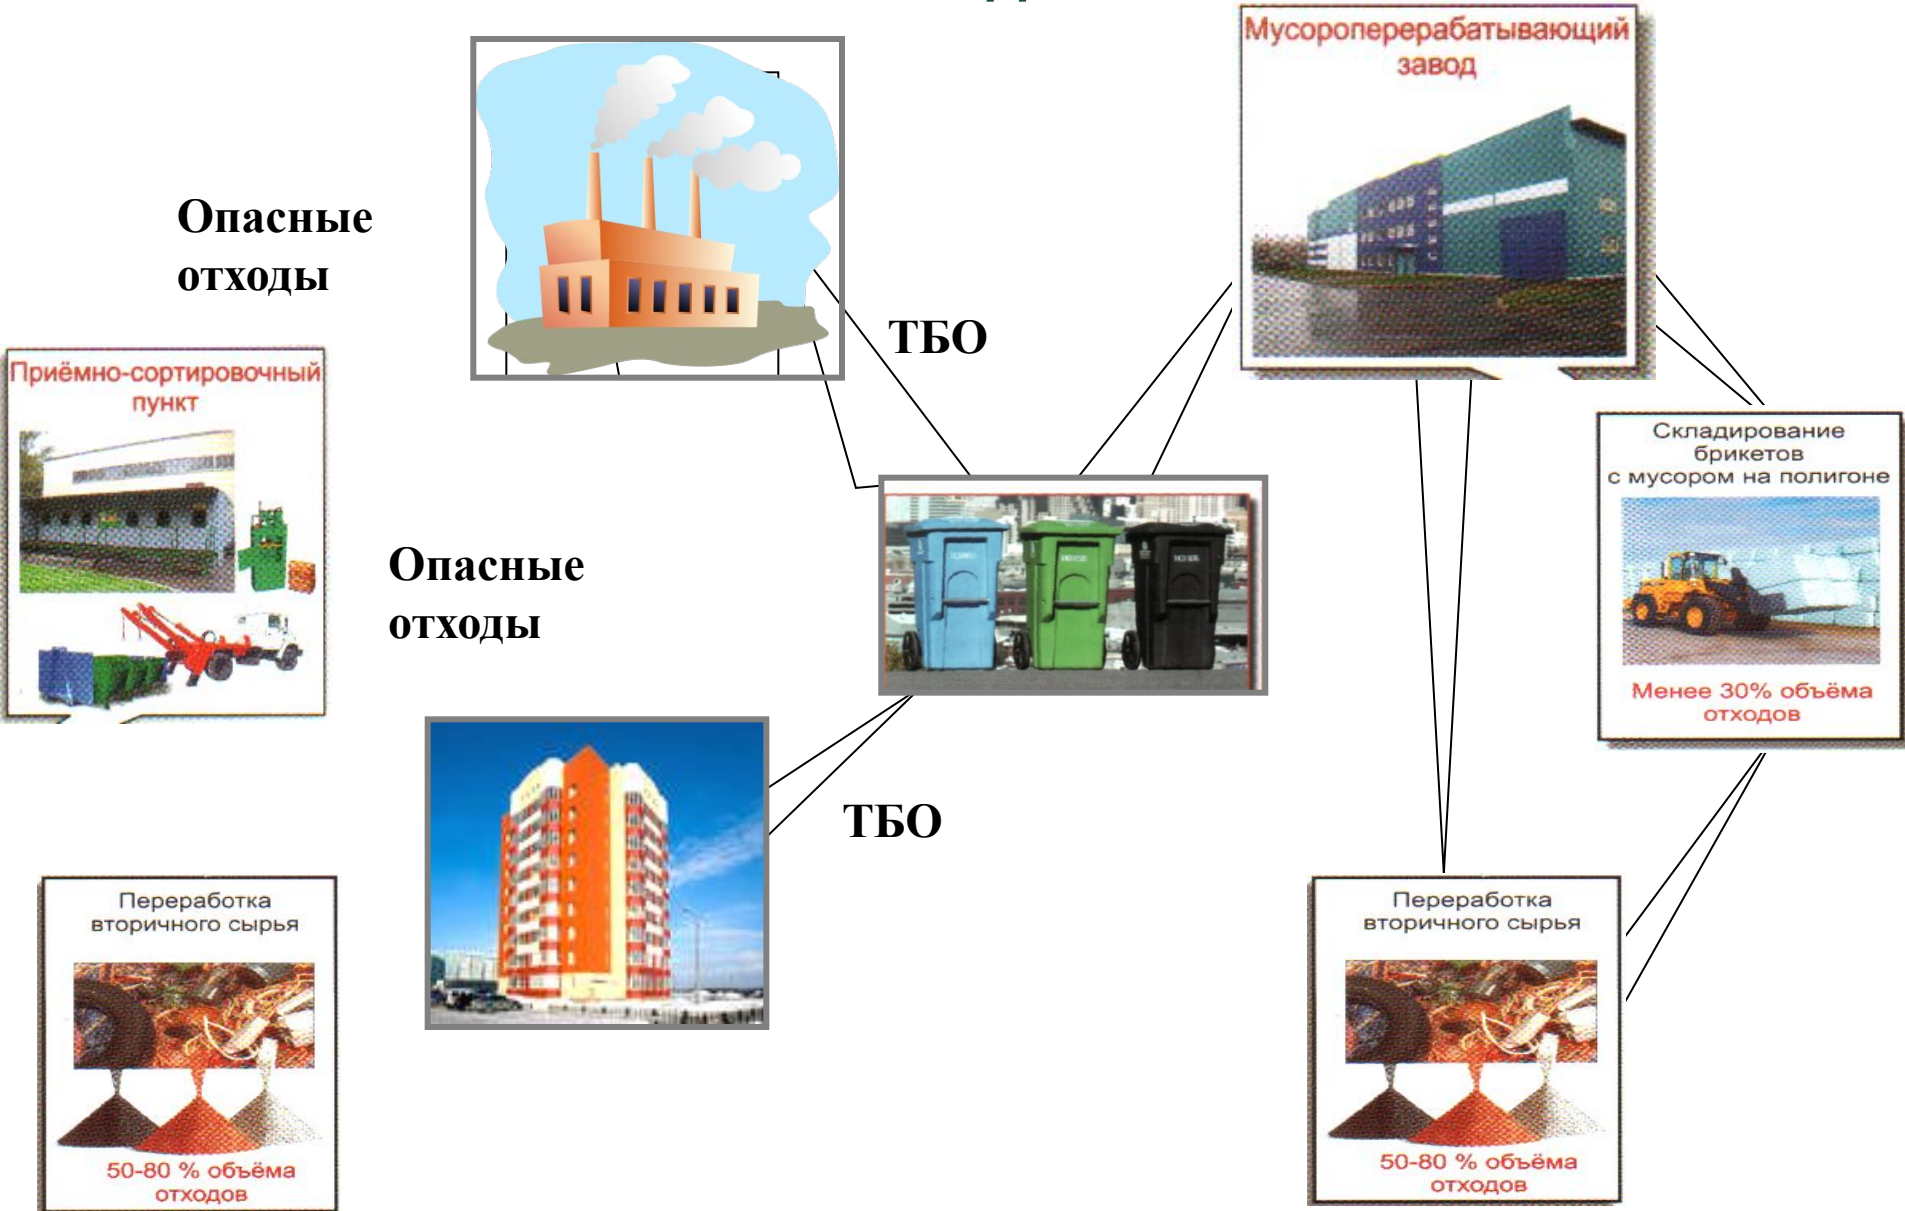 Мусороперерабатывающий
завод
Опасные
отходы
ТБО
Приёмно-сортировочный
пункт
Складирование
брикетов
с мусором на полигоне
Менее 30% объёма
отходов
Опасные
отходы
ТБО
Переработка
вторичного сырья
50-80 % объёма
отходов
Переработка
вторичного сырья
50-80 % объёма
отходов